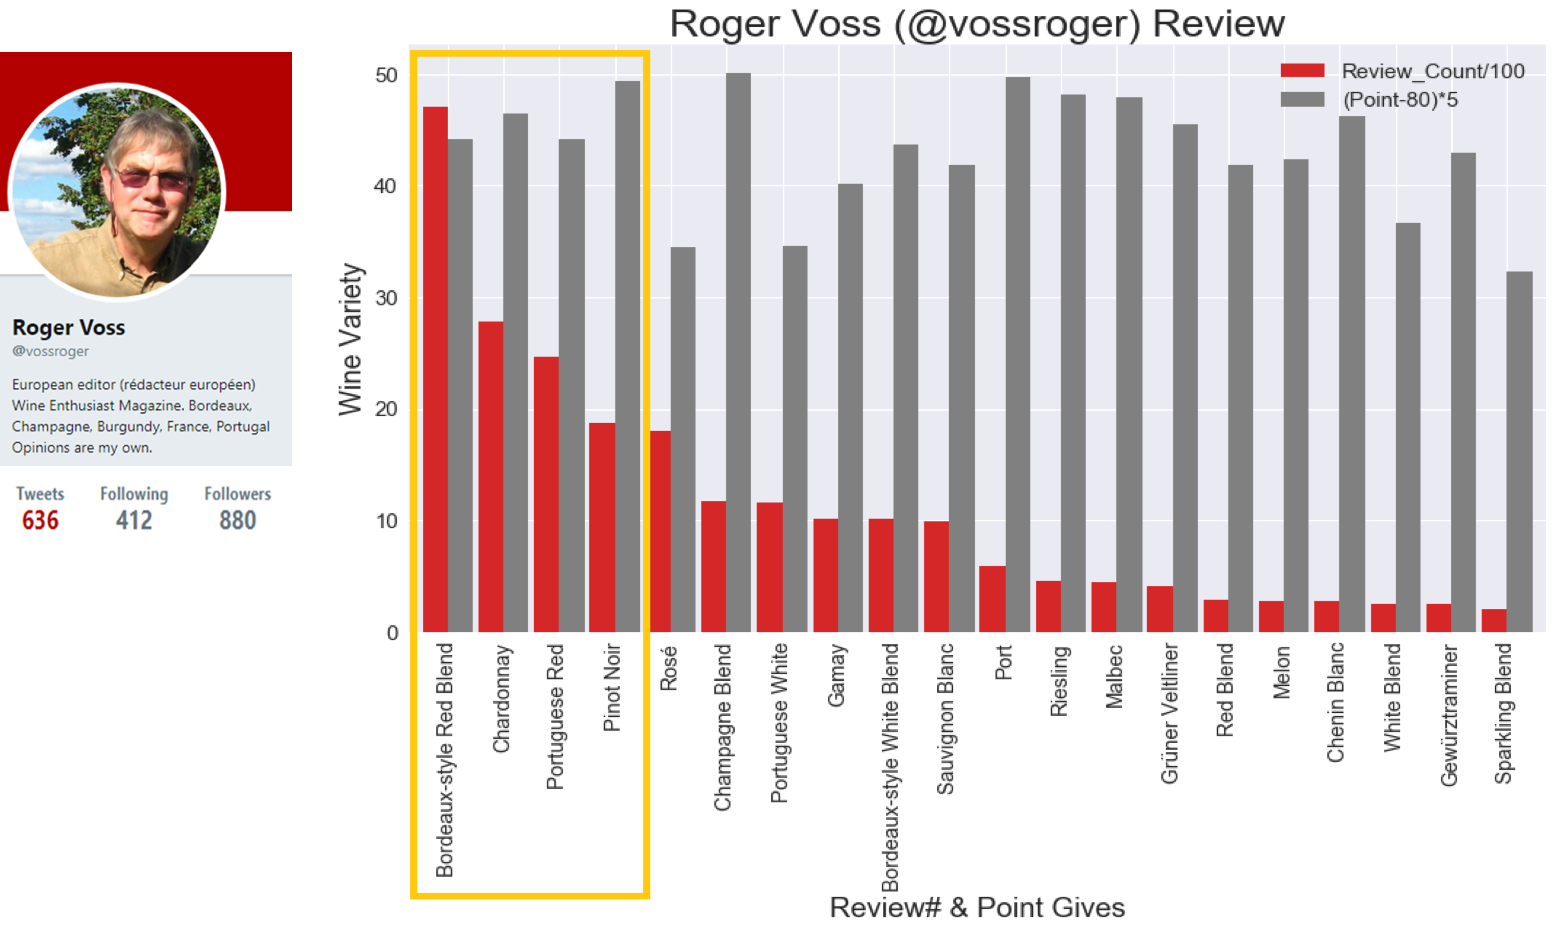 Roger Voss
@vossroger
European editor (rédacteur européen)
Wine Enthusiast Magazine. Bordeaux,
Champagne, Burgundy, France, Portugal
Opinions are my own.
Tweets Following Followers
636 412 880
Roger Voss (@vossroger) Review
Review_Count/100
(Point-80)*5
Wine Variety
50
40
30
20
10
0
Bordeaux-style Red Blend
Chardonnay
Portuguese Red
Pinot Noir
Rosé
Champagne Blend
Portuguese White
Gamay
Bordeaux-style White Blend
Sauvignon Blanc
Port
Riesling
Malbec
Grüner Veltliner
Red Blend
Melon
Chenin Blanc
White Blend
Gewürztraminer
Sparkling Blend
Review# & Point Gives